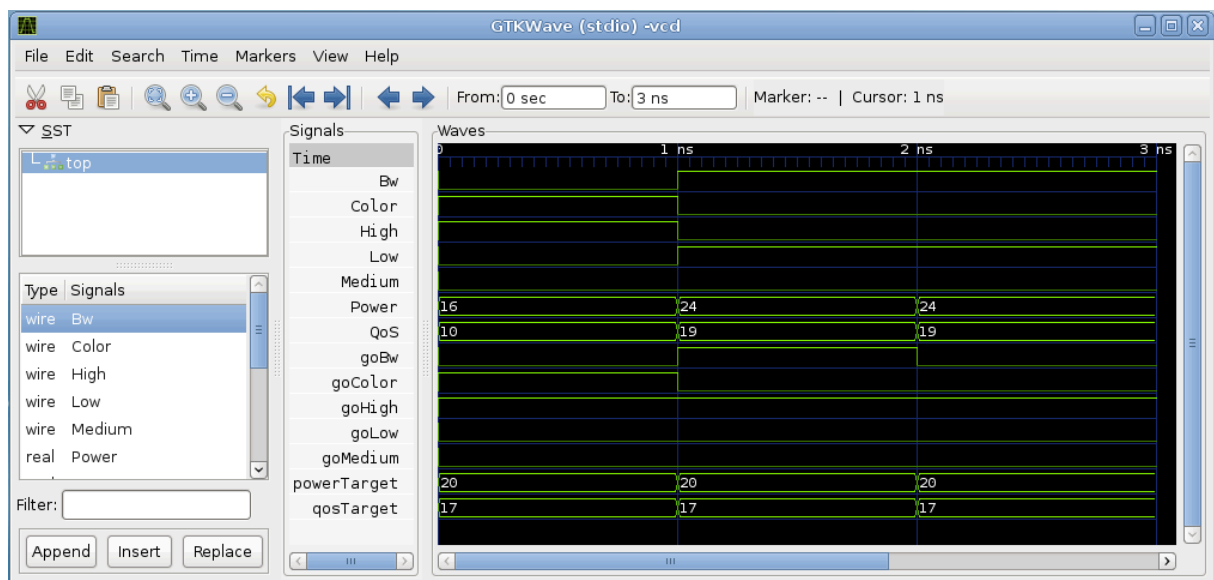 GTKWave (stdio) -vcd
File Edit Search Time Markers View Help
From: 0 sec To: 3 ns Marker: -- | Cursor: 1 ns
SST
top
Type Signals
wire Bw
wire Color
wire High
wire Low
wire Medium
real Power
Filter:
Append Insert Replace
Signals
Time
Bw
Color
High
Low
Medium
Power
QoS
goBw
goColor
goHigh
goLow
goMedium
powerTarget
qosTarget
Waves
0 1 ns 2 ns 3 ns
16 24 24
10 19 19
20 20 20
17 17 17